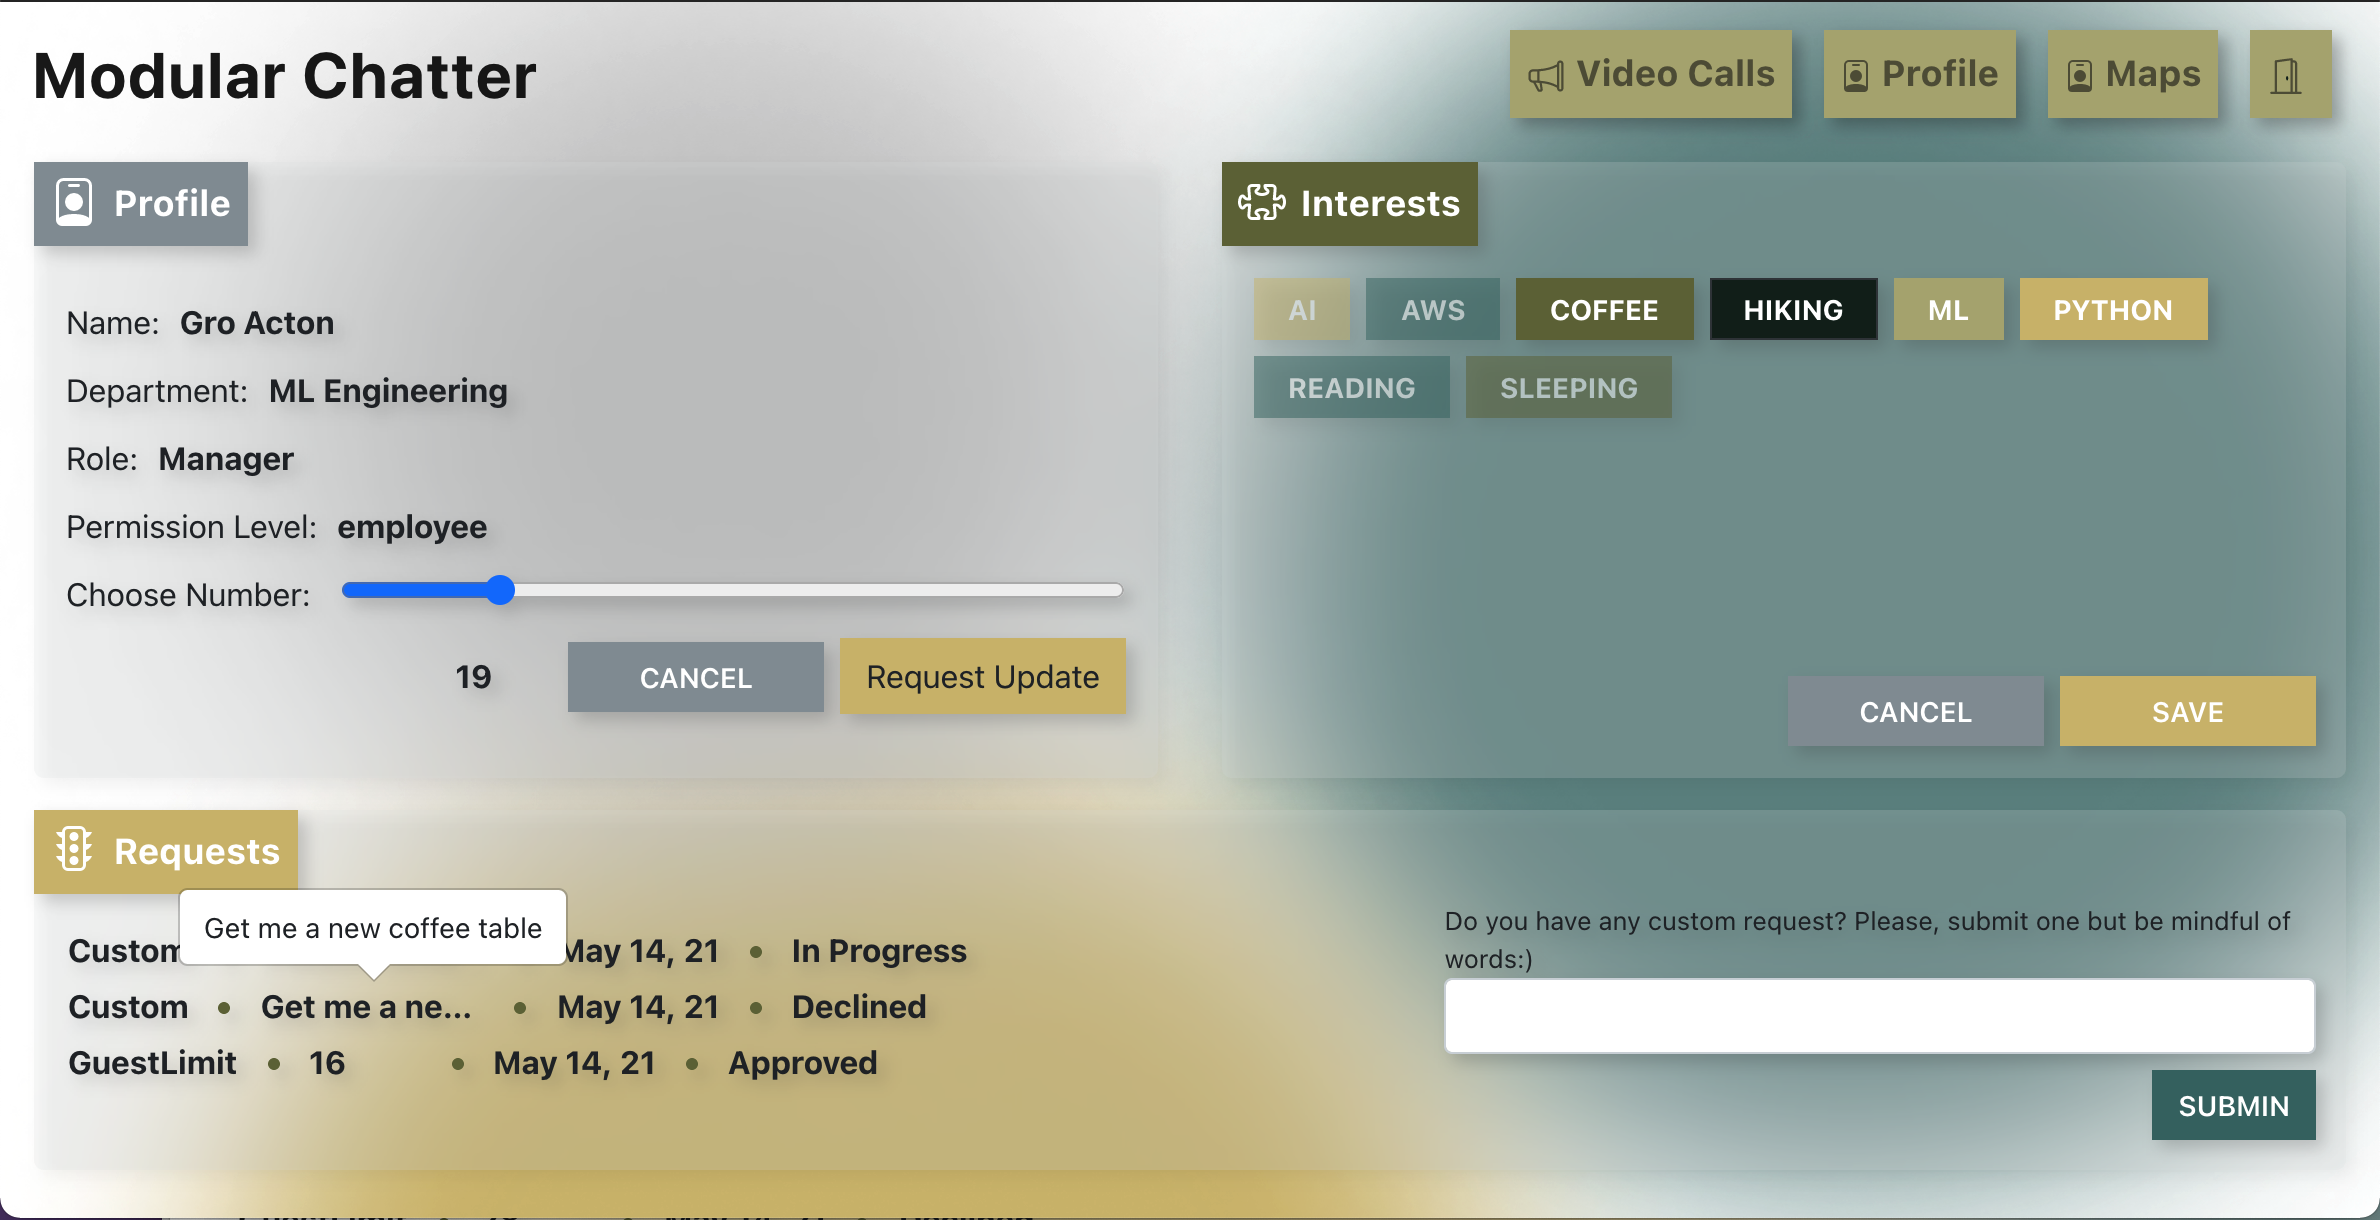 Modular Chatter
Video Calls
Profile
Maps
Profile
Name: Gro Acton
Department: ML Engineering
Role: Manager
Permission Level: employee
Choose Number:
19
CANCEL
Request Update
Interests
AI
AWS
COFFEE
HIKING
ML
PYTHON
READING
SLEEPING
CANCEL
SAVE
Requests
Get me a new coffee table
Custom May 14, 21 • In Progress
Custom • Get me a ne... • May 14, 21 • Declined
GuestLimit • 16 • May 14, 21 • Approved
Do you have any custom request? Please, submit one but be mindful of
words:)
SUBMIN